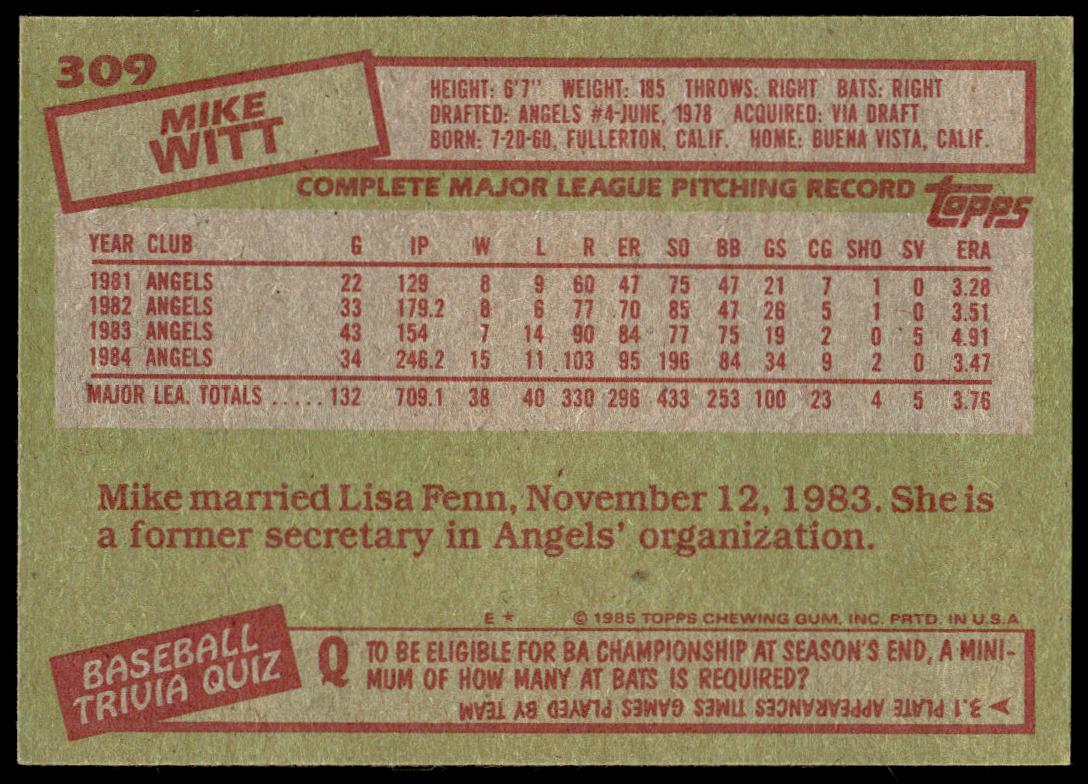 309
MIKE
WITT
HEIGHT: 6'7" WEIGHT: 185 THROWS: RIGHT BATS: RIGHT
DRAFTED: ANGELS #4-JUNE, 1978 ACQUIRED: VIA DRAFT
BORN: 7-20-60, FULLERTON, CALIF. HOME: BUENA VISTA, CALIF.
COMPLETE MAJOR LEAGUE PITCHING RECORD topps
YEAR CLUB G IP W L R ER SO BB GS CG SHO SV ERA
1981 ANGELS 22 129 8 9 60 47 75 47 21 7 1 0 3.28
1982 ANGELS 33 179.2 8 6 77 70 85 47 26 5 1 0 3.51
1983 ANGELS 43 154 7 14 90 84 77 75 19 2 0 5 4.91
1984 ANGELS 34 246.2 15 11 103 95 196 84 34 9 2 0 3.47
MAJOR LEA. TOTALS ..... 132 709.1 38 40 330 296 433 253 100 23 4 5 3.76
Mike married Lisa Fenn, November 12, 1983. She is
a former secretary in Angels' organization.
E * © 1985 TOPPS CHEWING GUM, INC. PRTD. IN U.S.A
BASEBALL
TRIVIA QUIZ
Q TO BE ELIGIBLE FOR BA CHAMPIONSHIP AT SEASON'S END, A MINI-
MUM OF HOW MANY AT BATS IS REQUIRED?
3.1 PLATE APPEARANCES TIMES GAMES PLAYED BY TEAM